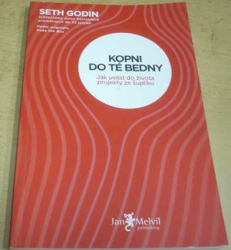 SETH GODIN
KOPNI
DO TÉ BEDNY
Jak uvést do života
projekty ze šuplíku
Jan Melvil
publishing